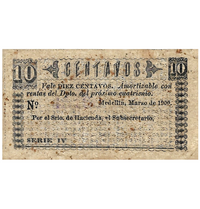 10 CENTAVOS 10
Vale DIEZ CENTAVOS. Amortizable con
rentas del Dpto. del próximo contrainio.
No
Medellín, Marzo de 1900.
Por el Srio. de Hacienda, el Subsecretario,
SERIE IV